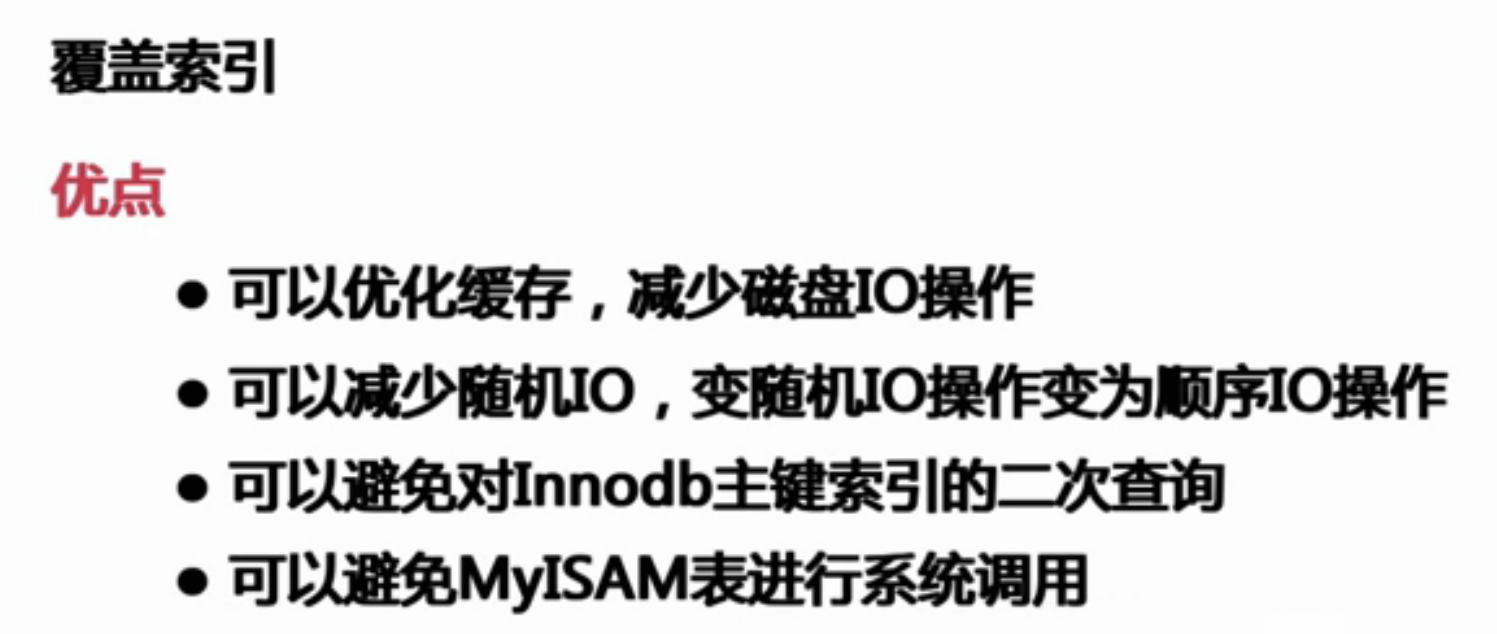 覆盖索引
优点
● 可以优化缓存，减少磁盘IO操作
● 可以减少随机IO，变随机IO操作变为顺序IO操作
● 可以避免对Innodb主键索引的二次查询
● 可以避免MyISAM表进行系统调用